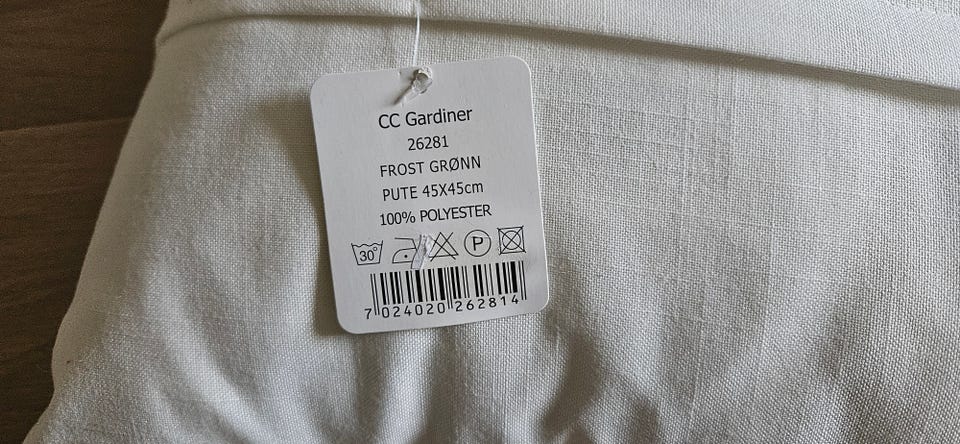 CC Gardiner
26281
FROST GRØNN
PUTE 45X45cm
100% POLYESTER
30° P
7 024020 262814